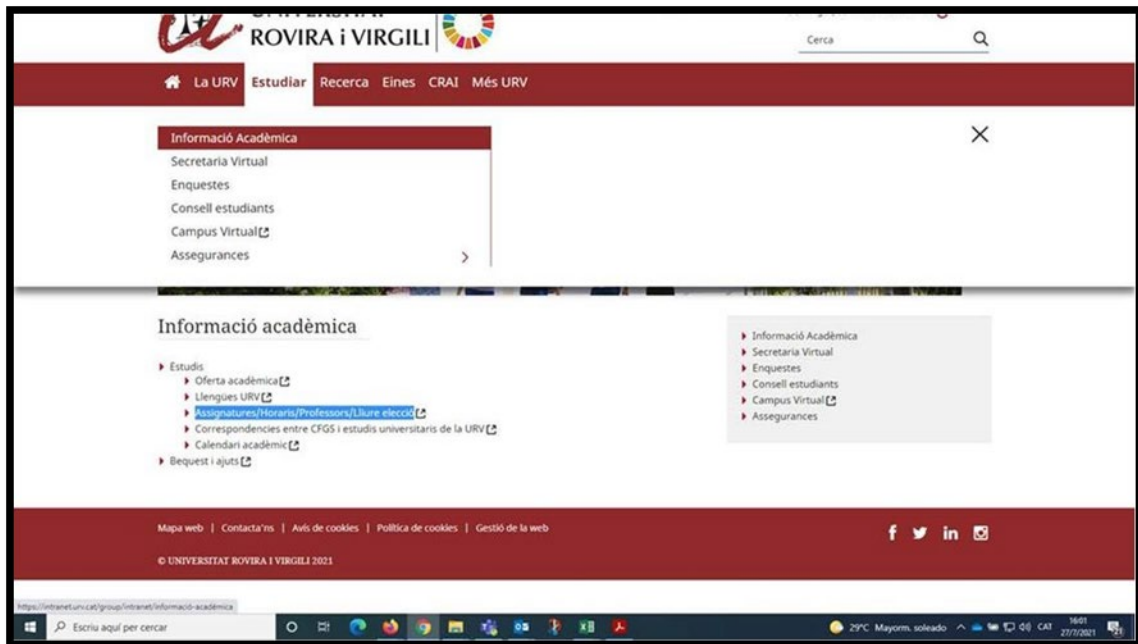 ROVIRA i VIRGILI
Cerca
La URV Estudiar Recerca Eines CRAI Més URV
Informació Acadèmica
Secretaria Virtual
Enquestes
Consell estudiants
Campus Virtual
Assegurances
Informació acadèmica
Estudis
Oferta acadèmica
Llengües URV
Assignatures/Horaris/Professors/Lliure elecció
Correspondencies entre CFGS i estudis universitaris de la URV
Calendari acadèmic
Bequest i ajuts
Informació Acadèmica
Secretaria Virtual
Enquestes
Consell estudiants
Campus Virtual
Assegurances
Mapa web | Contacta'ns | Avís de cookies | Política de cookies | Gestió de la web
© UNIVERSITAT ROVIRA I VIRGILI 2021
https://intranet.urv.cat/group/intranet/informació-acadèmica
Escriu aquí per cercar
29°C Mayorm. soleado CAT
16:01
27/7/2021